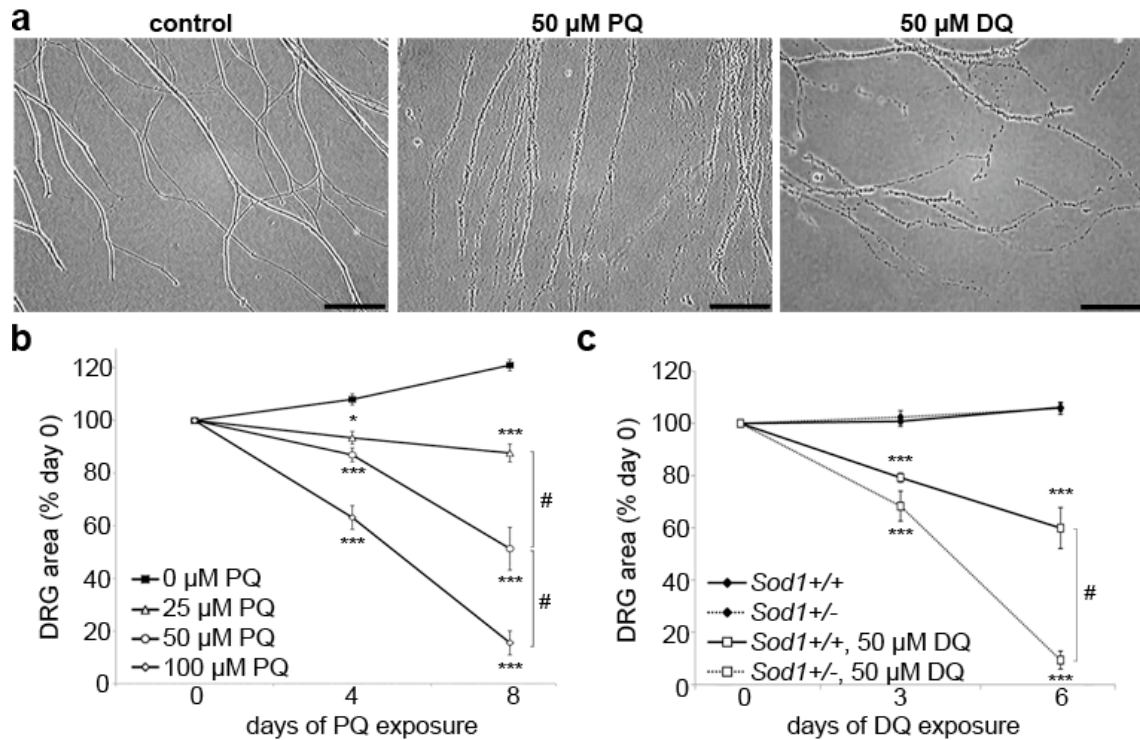 a
control
50 µM PQ
50 µM DQ
b
DRG area (% day 0)
120
100
80
60
40
20
0
*
***
***
***
***
***
#
#
0 µM PQ
25 µM PQ
50 µM PQ
100 µM PQ
0 4 8
days of PQ exposure
c
DRG area (% day 0)
120
100
80
60
40
20
0
***
***
***
***
#
Sod1+/+
Sod1+/-
Sod1+/+, 50 µM DQ
Sod1+/-, 50 µM DQ
0 3 6
days of DQ exposure